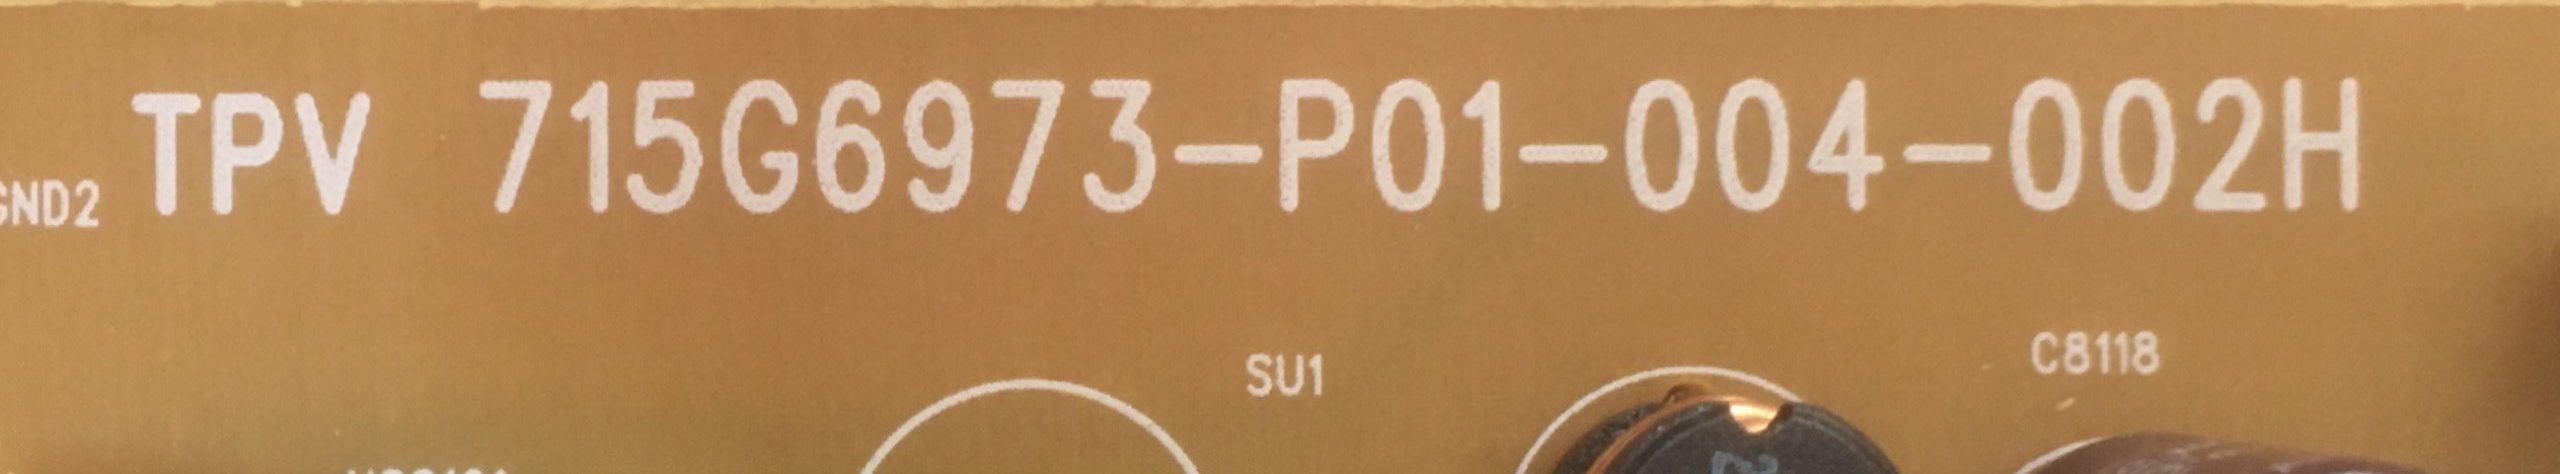 TPV 715G6973-P01-004-002H
GND2
SU1
C8118